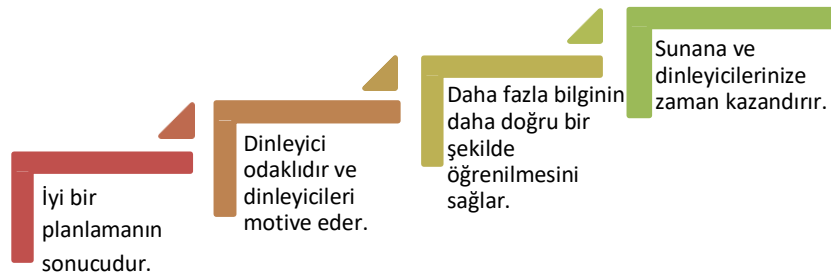 İyi bir
planlamanın
sonucudur.
Dinleyici
odaklıdır ve
dinleyicileri
motive eder.
Daha fazla bilginin
daha doğru bir
şekilde
öğrenilmesini
sağlar.
Sunana ve
dinleyicilerinize
zaman kazandırır.